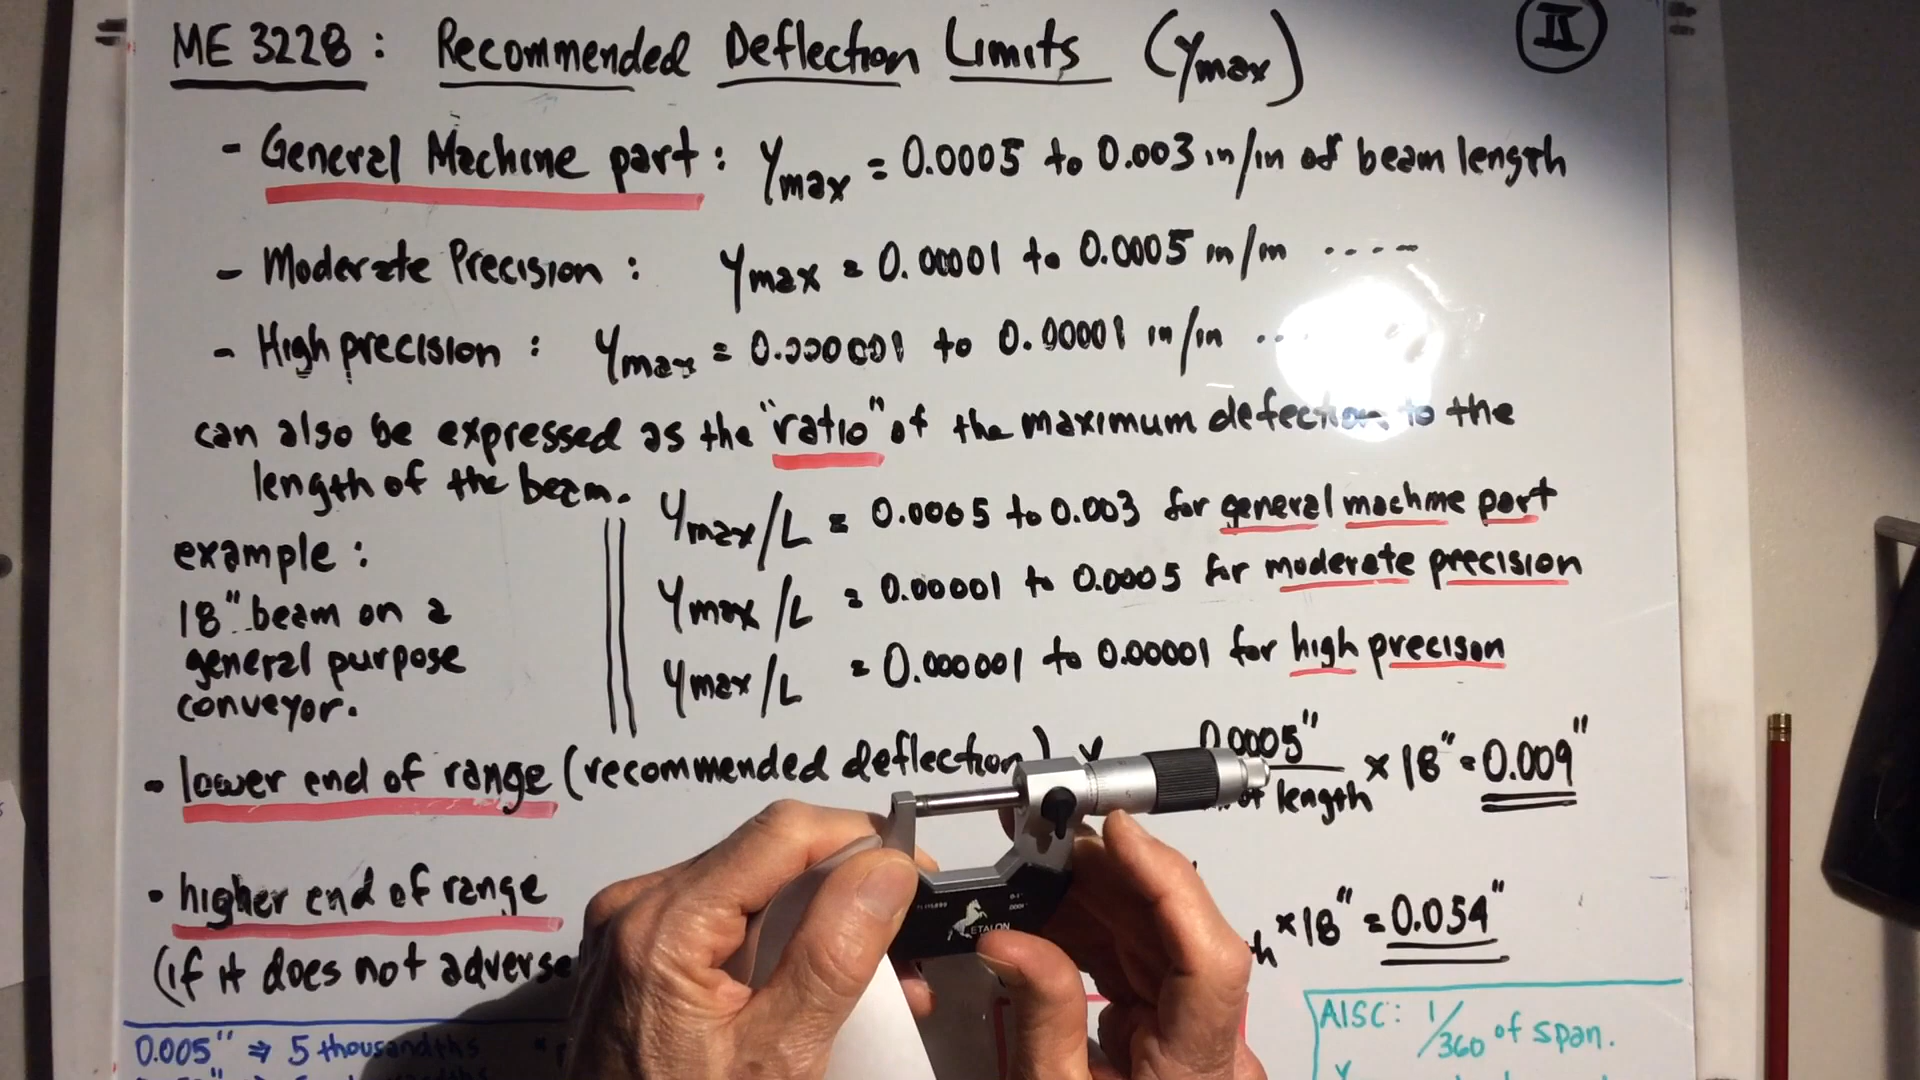 ME 3228 : Recommended Deflection Limits (ymax)
II
- General Machine part : ymax = 0.0005 to 0.003 in/in of beam length
- Moderate Precision : ymax = 0.00001 to 0.0005 in/in ....
- High precision : ymax = 0.000001 to 0.00001 in/in ...
can also be expressed as the "ratio" of the maximum defection to the
length of the beam.
ymax/L = 0.0005 to 0.003 for general machine part
ymax/L = 0.00001 to 0.0005 for moderate precision
ymax/L = 0.000001 to 0.00001 for high precison
example :
18" beam on a
general purpose
conveyor.
• lower end of range (recommended deflection) y 0.0005" × 18" = 0.009"
of length
• higher end of range
×18" = 0.054"
(if it does not adverse
ETALON
0.005" ⇒ 5 thousandths
AISC: 1/360 of span.